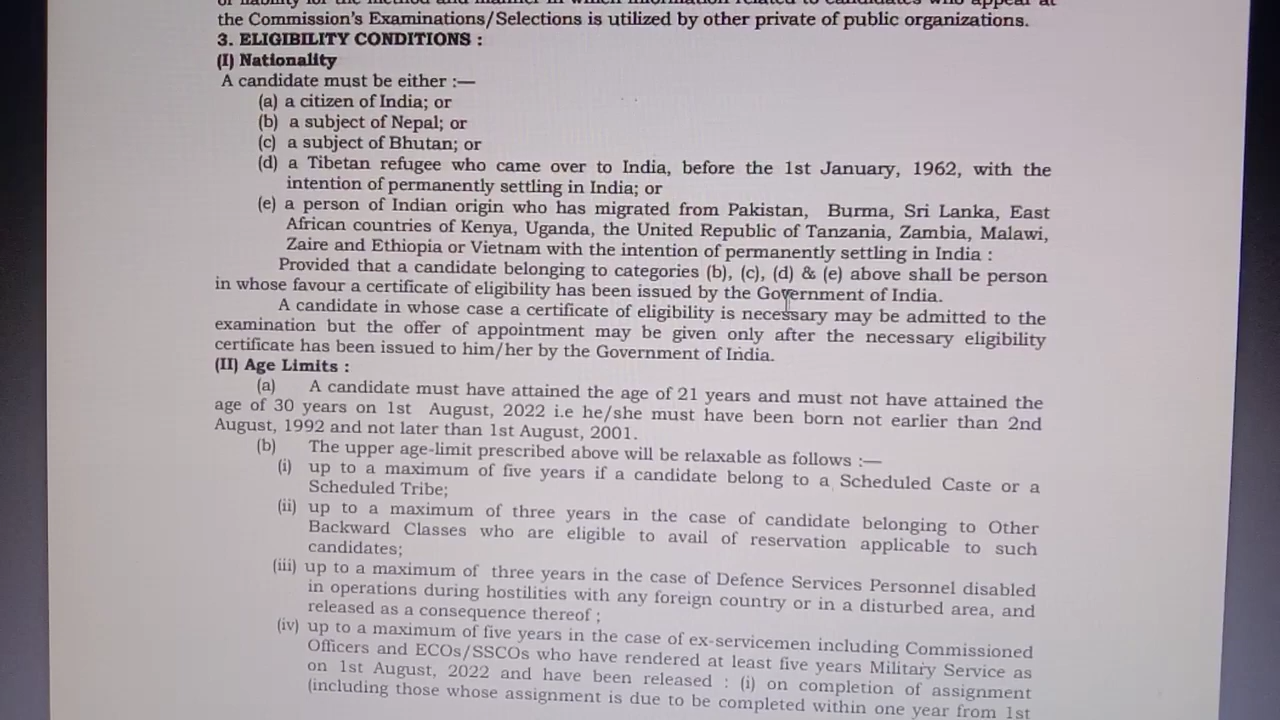 or liability for the method and manner in which information related to candidates who appear at
the Commission's Examinations/Selections is utilized by other private of public organizations.
3. ELIGIBILITY CONDITIONS :
(I) Nationality
A candidate must be either :—
(a) a citizen of India; or
(b) a subject of Nepal; or
(c) a subject of Bhutan; or
(d) a Tibetan refugee who came over to India, before the 1st January, 1962, with the
intention of permanently settling in India; or
(e) a person of Indian origin who has migrated from Pakistan, Burma, Sri Lanka, East
African countries of Kenya, Uganda, the United Republic of Tanzania, Zambia, Malawi,
Zaire and Ethiopia or Vietnam with the intention of permanently settling in India :
Provided that a candidate belonging to categories (b), (c), (d) & (e) above shall be person
in whose favour a certificate of eligibility has been issued by the Government of India.
A candidate in whose case a certificate of eligibility is necessary may be admitted to the
examination but the offer of appointment may be given only after the necessary eligibility
certificate has been issued to him/her by the Government of India.
(II) Age Limits :
(a) A candidate must have attained the age of 21 years and must not have attained the
age of 30 years on 1st August, 2022 i.e he/she must have been born not earlier than 2nd
August, 1992 and not later than 1st August, 2001.
(b) The upper age-limit prescribed above will be relaxable as follows :—
(i) up to a maximum of five years if a candidate belong to a Scheduled Caste or a
Scheduled Tribe;
(ii) up to a maximum of three years in the case of candidate belonging to Other
Backward Classes who are eligible to avail of reservation applicable to such
candidates;
(iii) up to a maximum of three years in the case of Defence Services Personnel disabled
in operations during hostilities with any foreign country or in a disturbed area, and
released as a consequence thereof ;
(iv) up to a maximum of five years in the case of ex-servicemen including Commissioned
Officers and ECOs/SSCOs who have rendered at least five years Military Service as
on 1st August, 2022 and have been released : (i) on completion of assignment
(including those whose assignment is due to be completed within one year from 1st